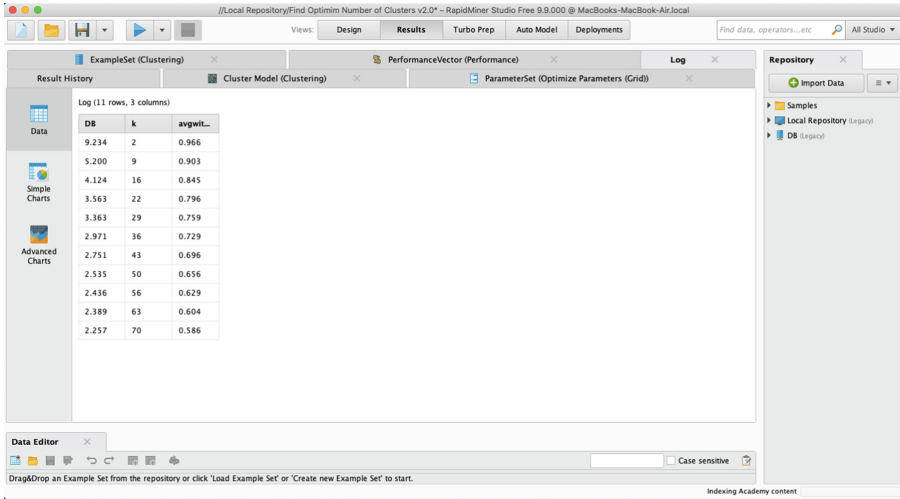 //Local Repository/Find Optimim Number of Clusters v2.0* – RapidMiner Studio Free 9.9.000 @ MacBooks-MacBook-Air.local
Views: Design Results Turbo Prep Auto Model Deployments Find data, operators...etc All Studio ▼
ExampleSet (Clustering) × PerformanceVector (Performance) × Log ×
Result History Cluster Model (Clustering) × ParameterSet (Optimize Parameters (Grid)) ×
Log (11 rows, 3 columns)
DB k avgwit...
9.234 2 0.966
5.200 9 0.903
4.124 16 0.845
3.563 22 0.796
3.363 29 0.759
2.971 36 0.729
2.751 43 0.696
2.535 50 0.656
2.436 56 0.629
2.389 63 0.604
2.257 70 0.586
Data
Simple
Charts
Advanced
Charts
Repository ×
Import Data
Samples
Local Repository (Legacy)
DB (Legacy)
Data Editor ×
Case sensitive
Drag&Drop an Example Set from the repository or click 'Load Example Set' or 'Create new Example Set' to start.
Indexing Academy content